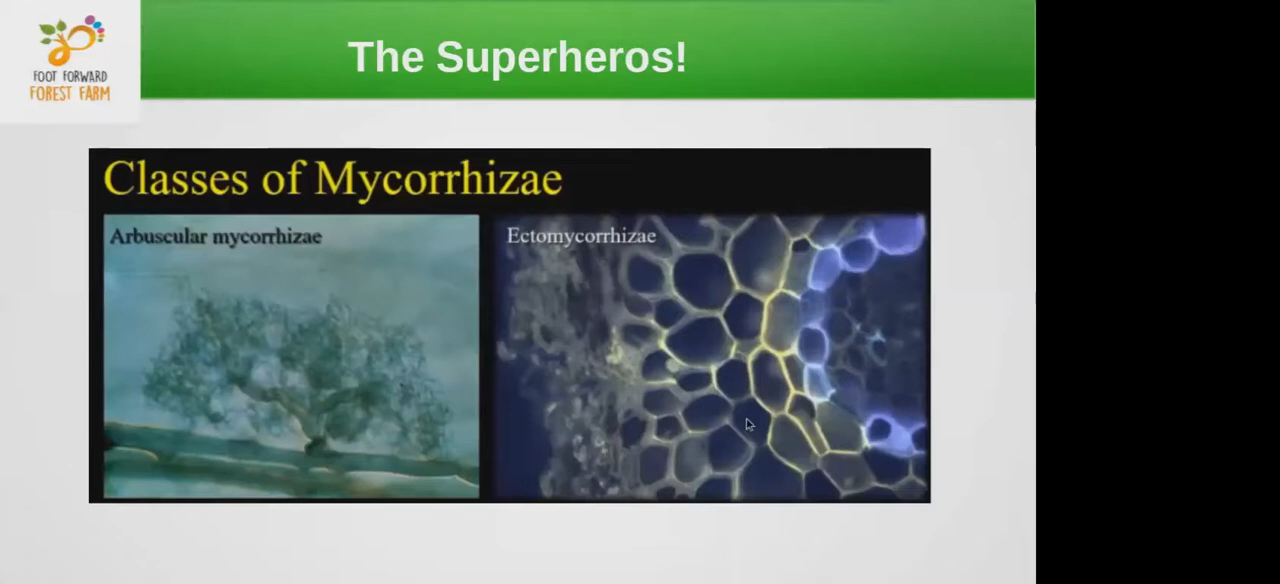 The Superheros!
FOOT FORWARD
FOREST FARM
Classes of Mycorrhizae
Arbuscular mycorrhizae
Ectomycorrhizae